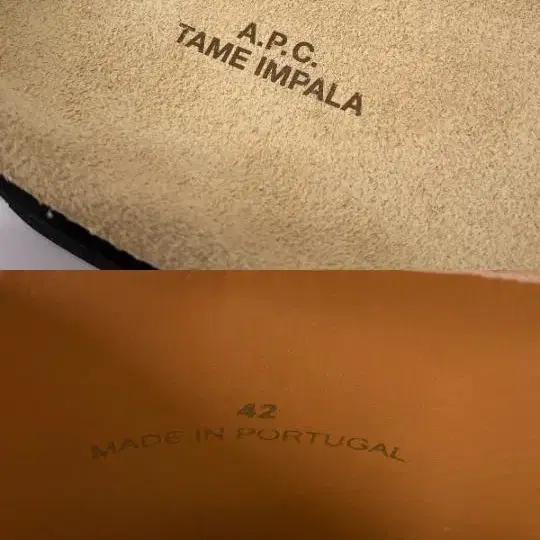 A.P.C.
TAME IMPALA
42
MADE IN PORTUGAL